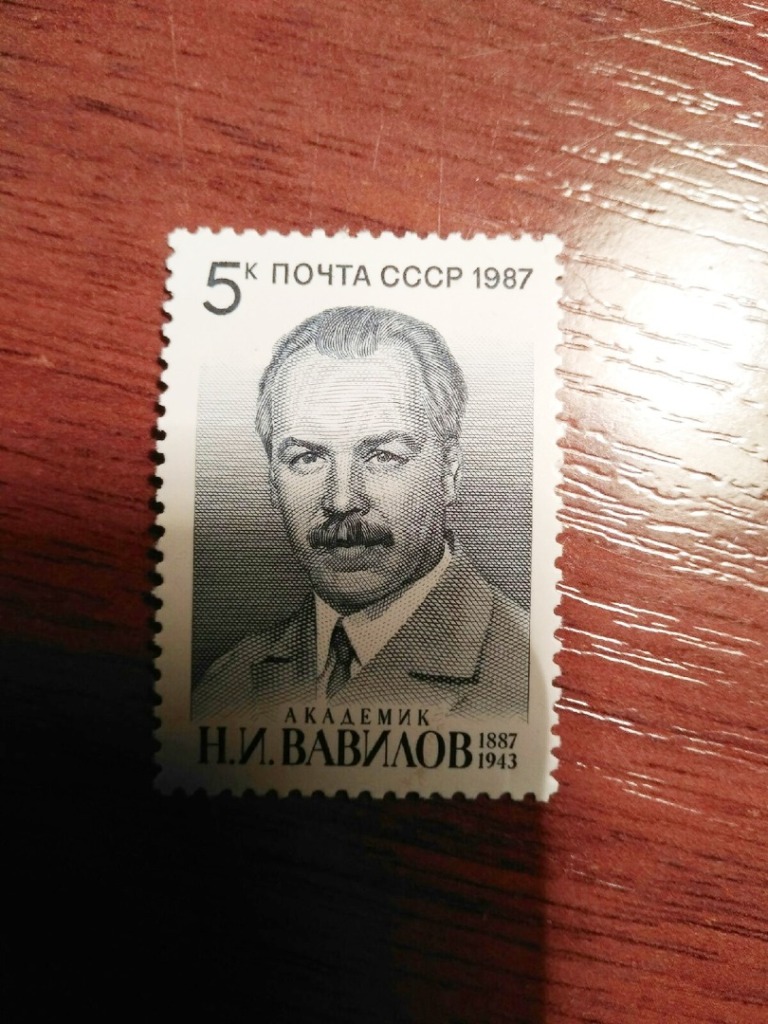 5к ПОЧТА СССР 1987
АКАДЕМИК
Н.И. ВАВИЛОВ 1887
1943